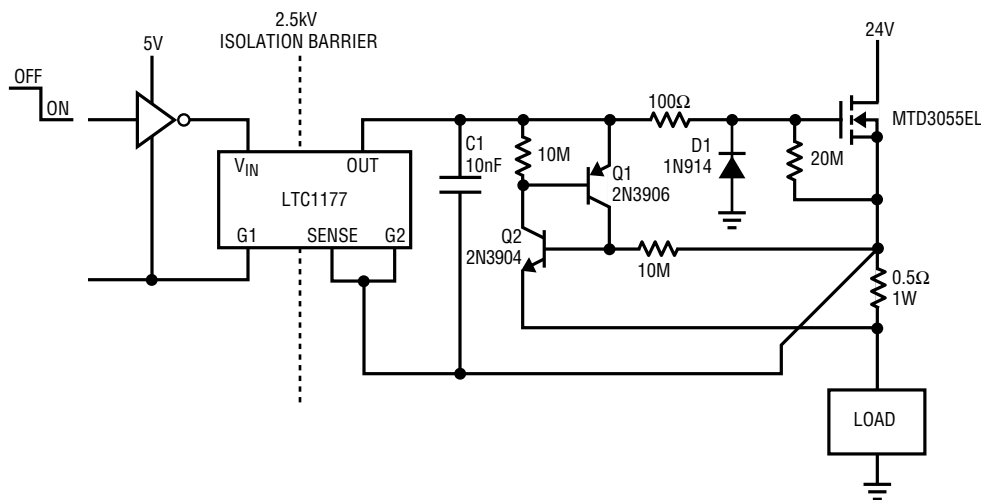 2.5kV
ISOLATION BARRIER
5V
24V
OFF
ON
100Ω
MTD3055EL
C1
10nF
10M
Q1
2N3906
D1
1N914
20M
VIN
OUT
LTC1177
G1
SENSE
G2
Q2
2N3904
10M
0.5Ω
1W
LOAD